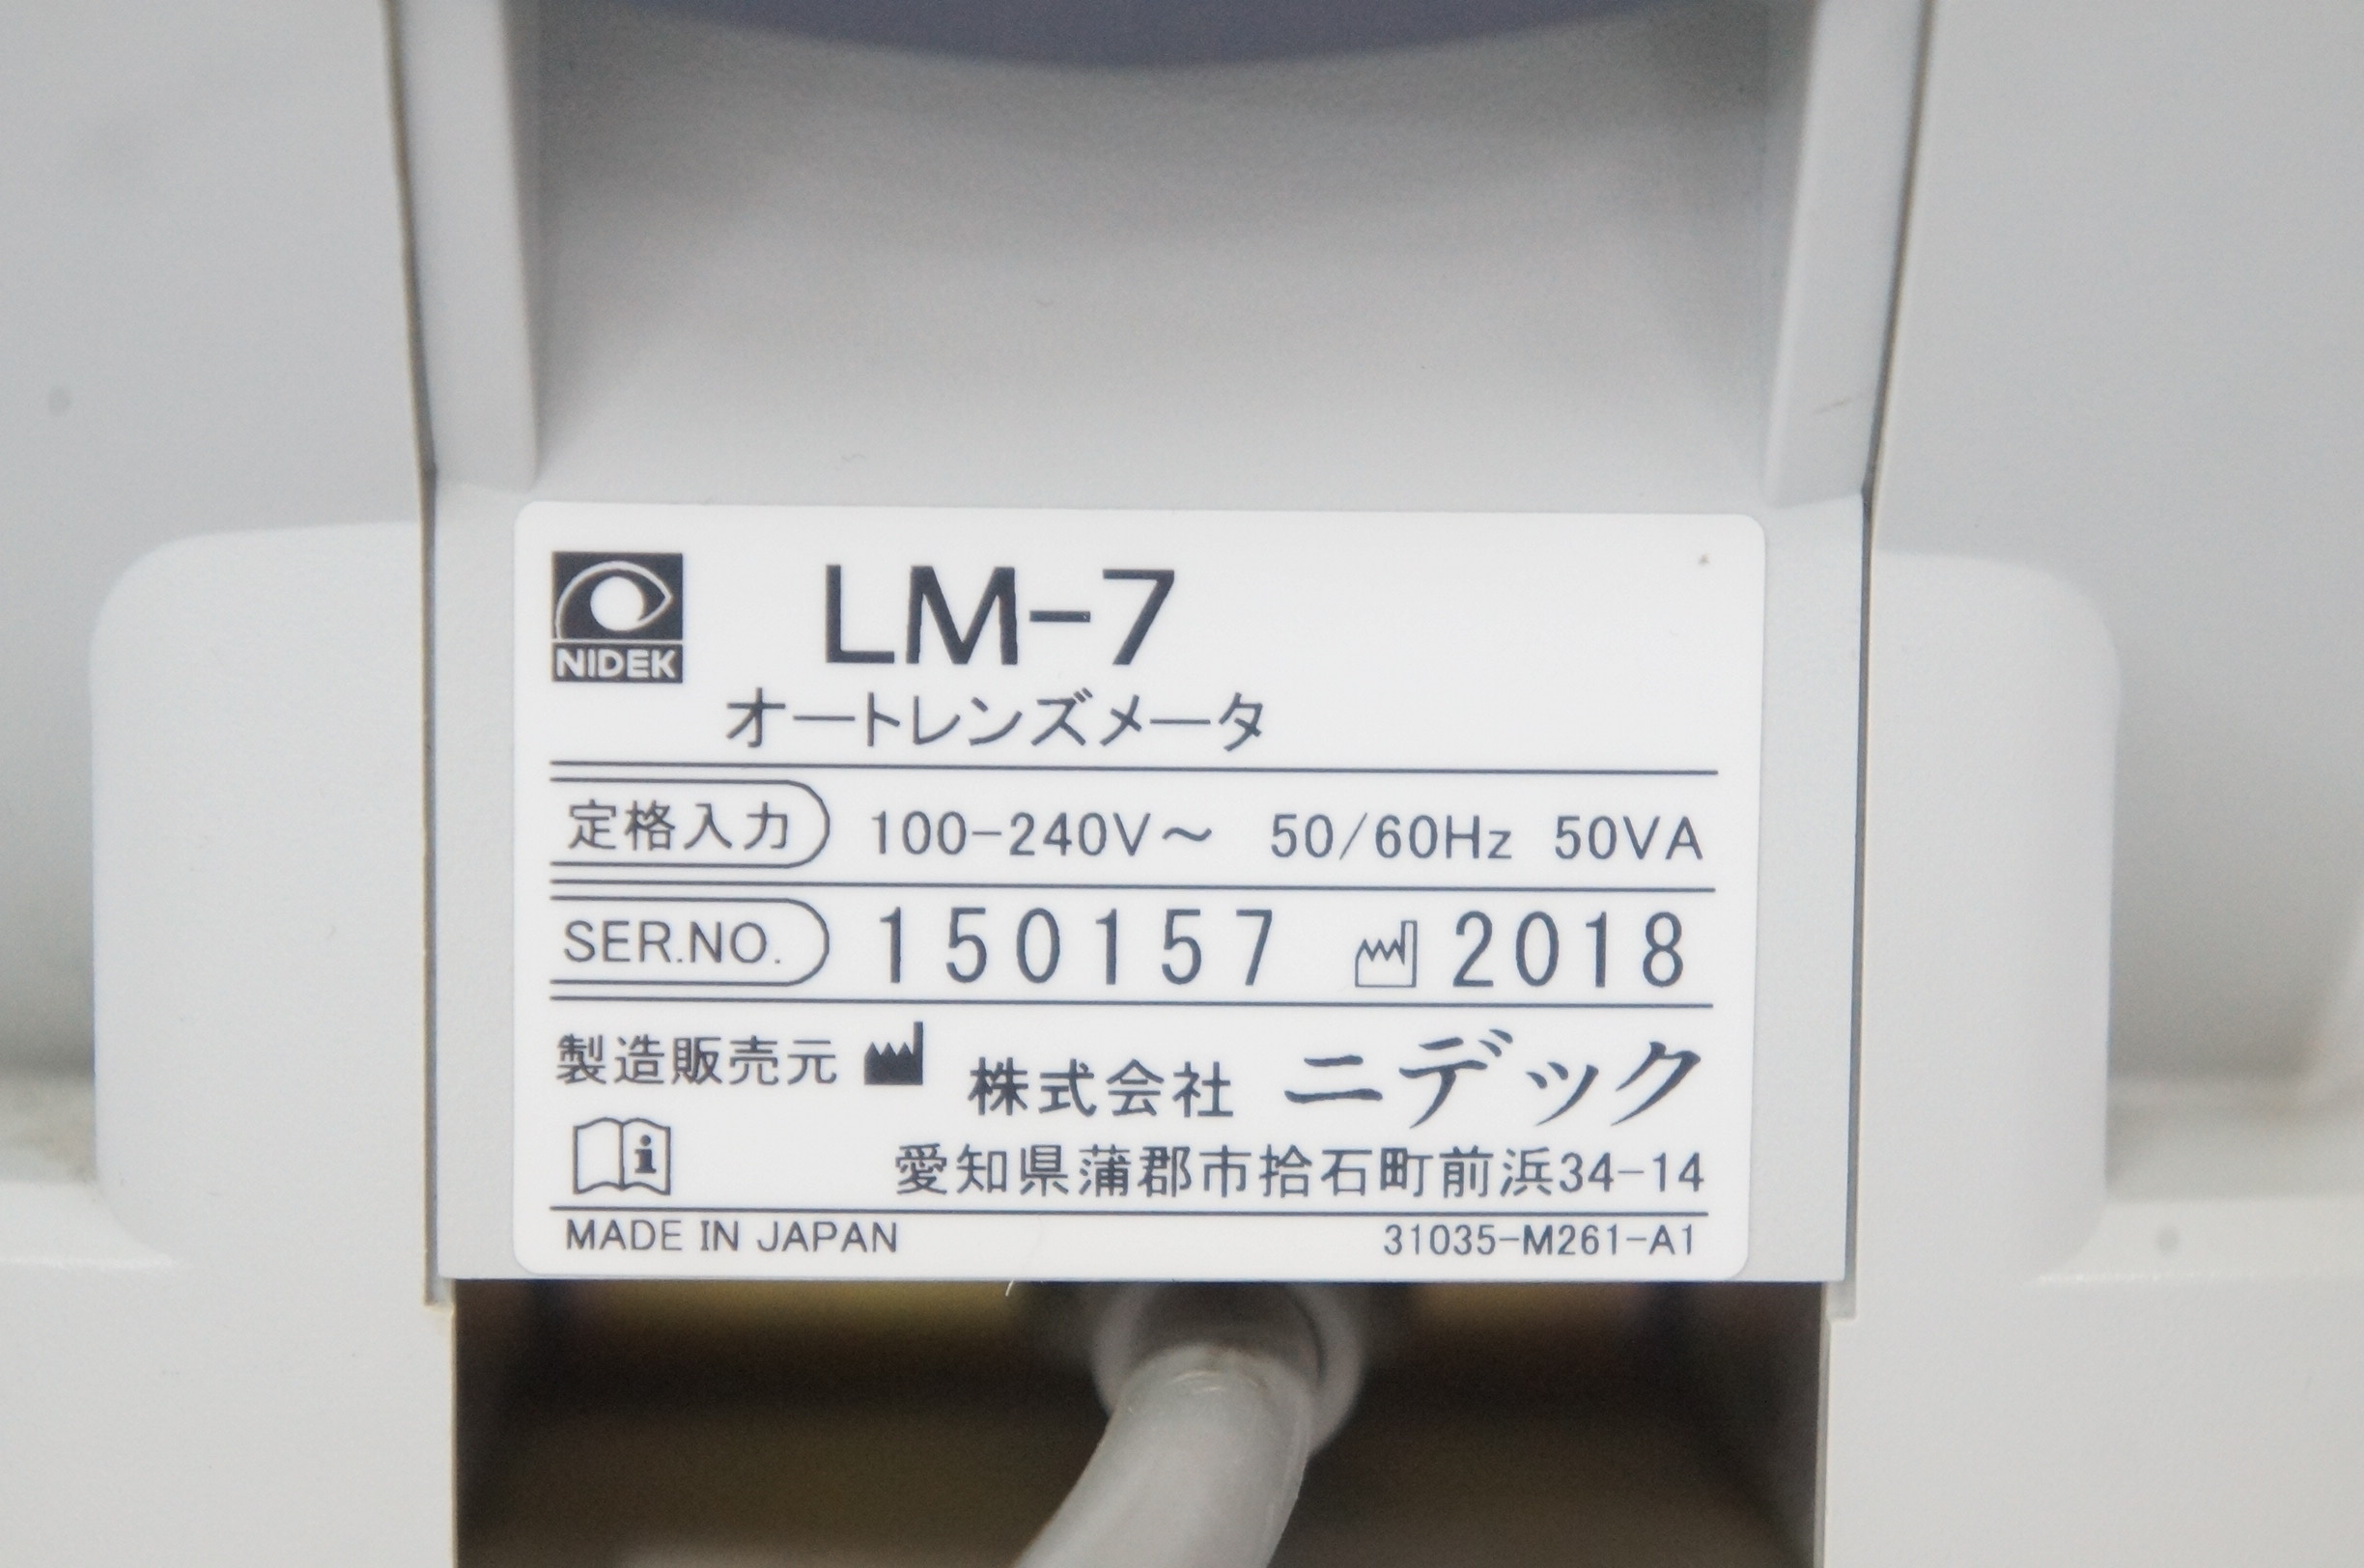 NIDEK
LM-7
オートレンズメータ
定格入力 100-240V～ 50/60Hz 50VA
SER.NO. 150157 2018
製造販売元 株式会社 ニデック
愛知県蒲郡市拾石町前浜34-14
MADE IN JAPAN 31035-M261-A1